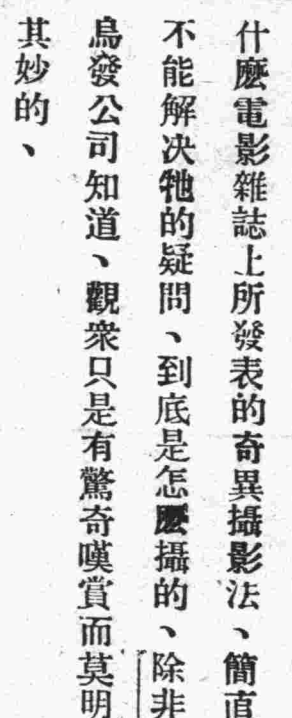 什麽電影雜誌上所發表的奇異攝影法、簡直
不能解决牠的疑問、到底是怎麽攝的、除非
烏發公司知道、觀衆只是有驚奇嘆賞而莫明
其妙的、